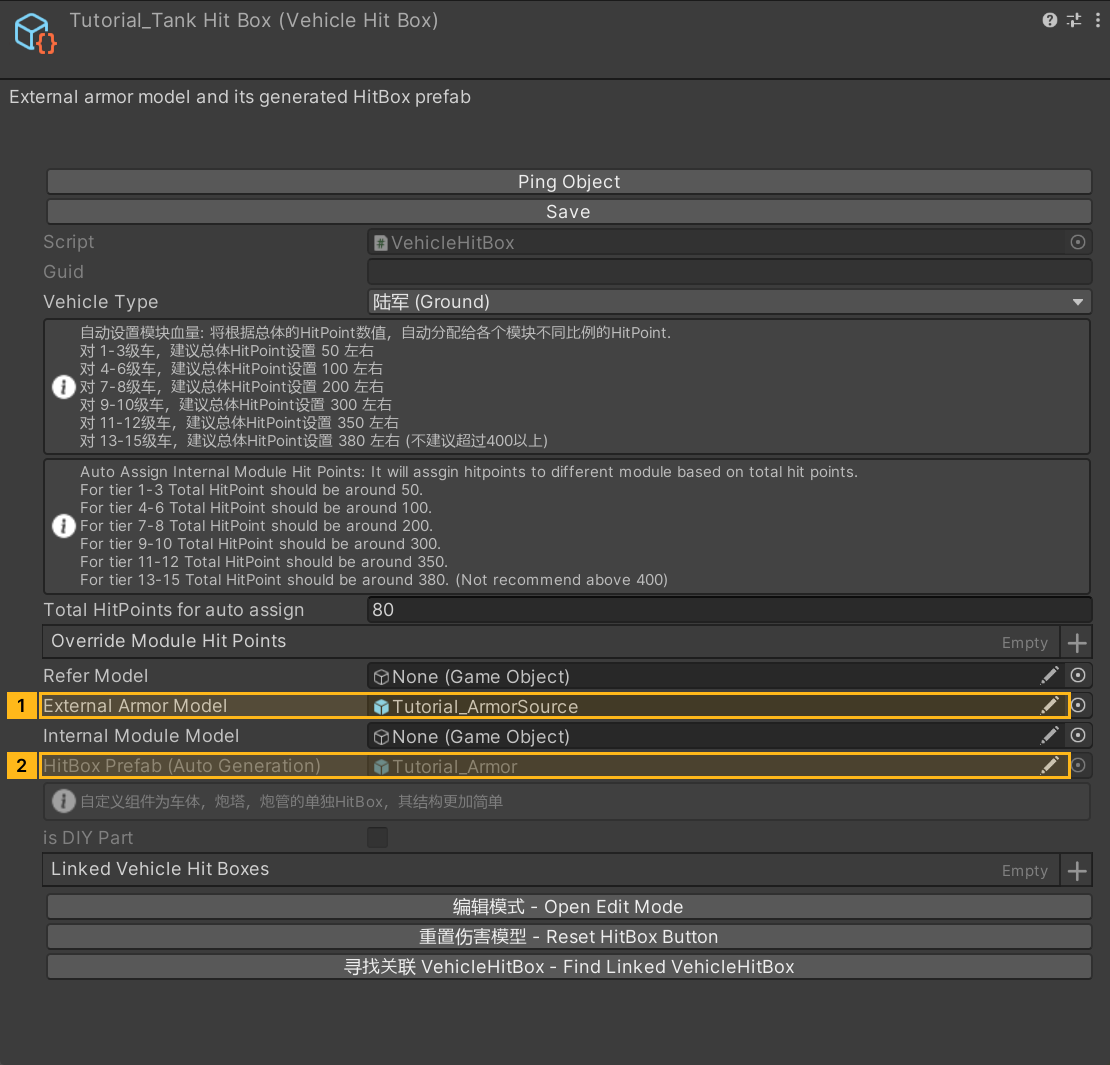 Tutorial_Tank Hit Box (Vehicle Hit Box)
External armor model and its generated HitBox prefab
Ping Object
Save
Script VehicleHitBox
Guid
Vehicle Type 陆军 (Ground)
自动设置模块血量: 将根据总体的HitPoint数值，自动分配给各个模块不同比例的HitPoint.
对 1-3级车，建议总体HitPoint设置 50 左右
对 4-6级车，建议总体HitPoint设置 100 左右
对 7-8级车，建议总体HitPoint设置 200 左右
对 9-10级车，建议总体HitPoint设置 300 左右
对 11-12级车，建议总体HitPoint设置 350 左右
对 13-15级车，建议总体HitPoint设置 380 左右 (不建议超过400以上)
Auto Assign Internal Module Hit Points: It will assgin hitpoints to different module based on total hit points.
For tier 1-3 Total HitPoint should be around 50.
For tier 4-6 Total HitPoint should be around 100.
For tier 7-8 Total HitPoint should be around 200.
For tier 9-10 Total HitPoint should be around 300.
For tier 11-12 Total HitPoint should be around 350.
For tier 13-15 Total HitPoint should be around 380. (Not recommend above 400)
Total HitPoints for auto assign 80
Override Module Hit Points Empty
Refer Model None (Game Object)
1 External Armor Model Tutorial_ArmorSource
Internal Module Model None (Game Object)
2 HitBox Prefab (Auto Generation) Tutorial_Armor
自定义组件为车体，炮塔，炮管的单独HitBox，其结构更加简单
is DIY Part
Linked Vehicle Hit Boxes Empty
编辑模式 - Open Edit Mode
重置伤害模型 - Reset HitBox Button
寻找关联 VehicleHitBox - Find Linked VehicleHitBox